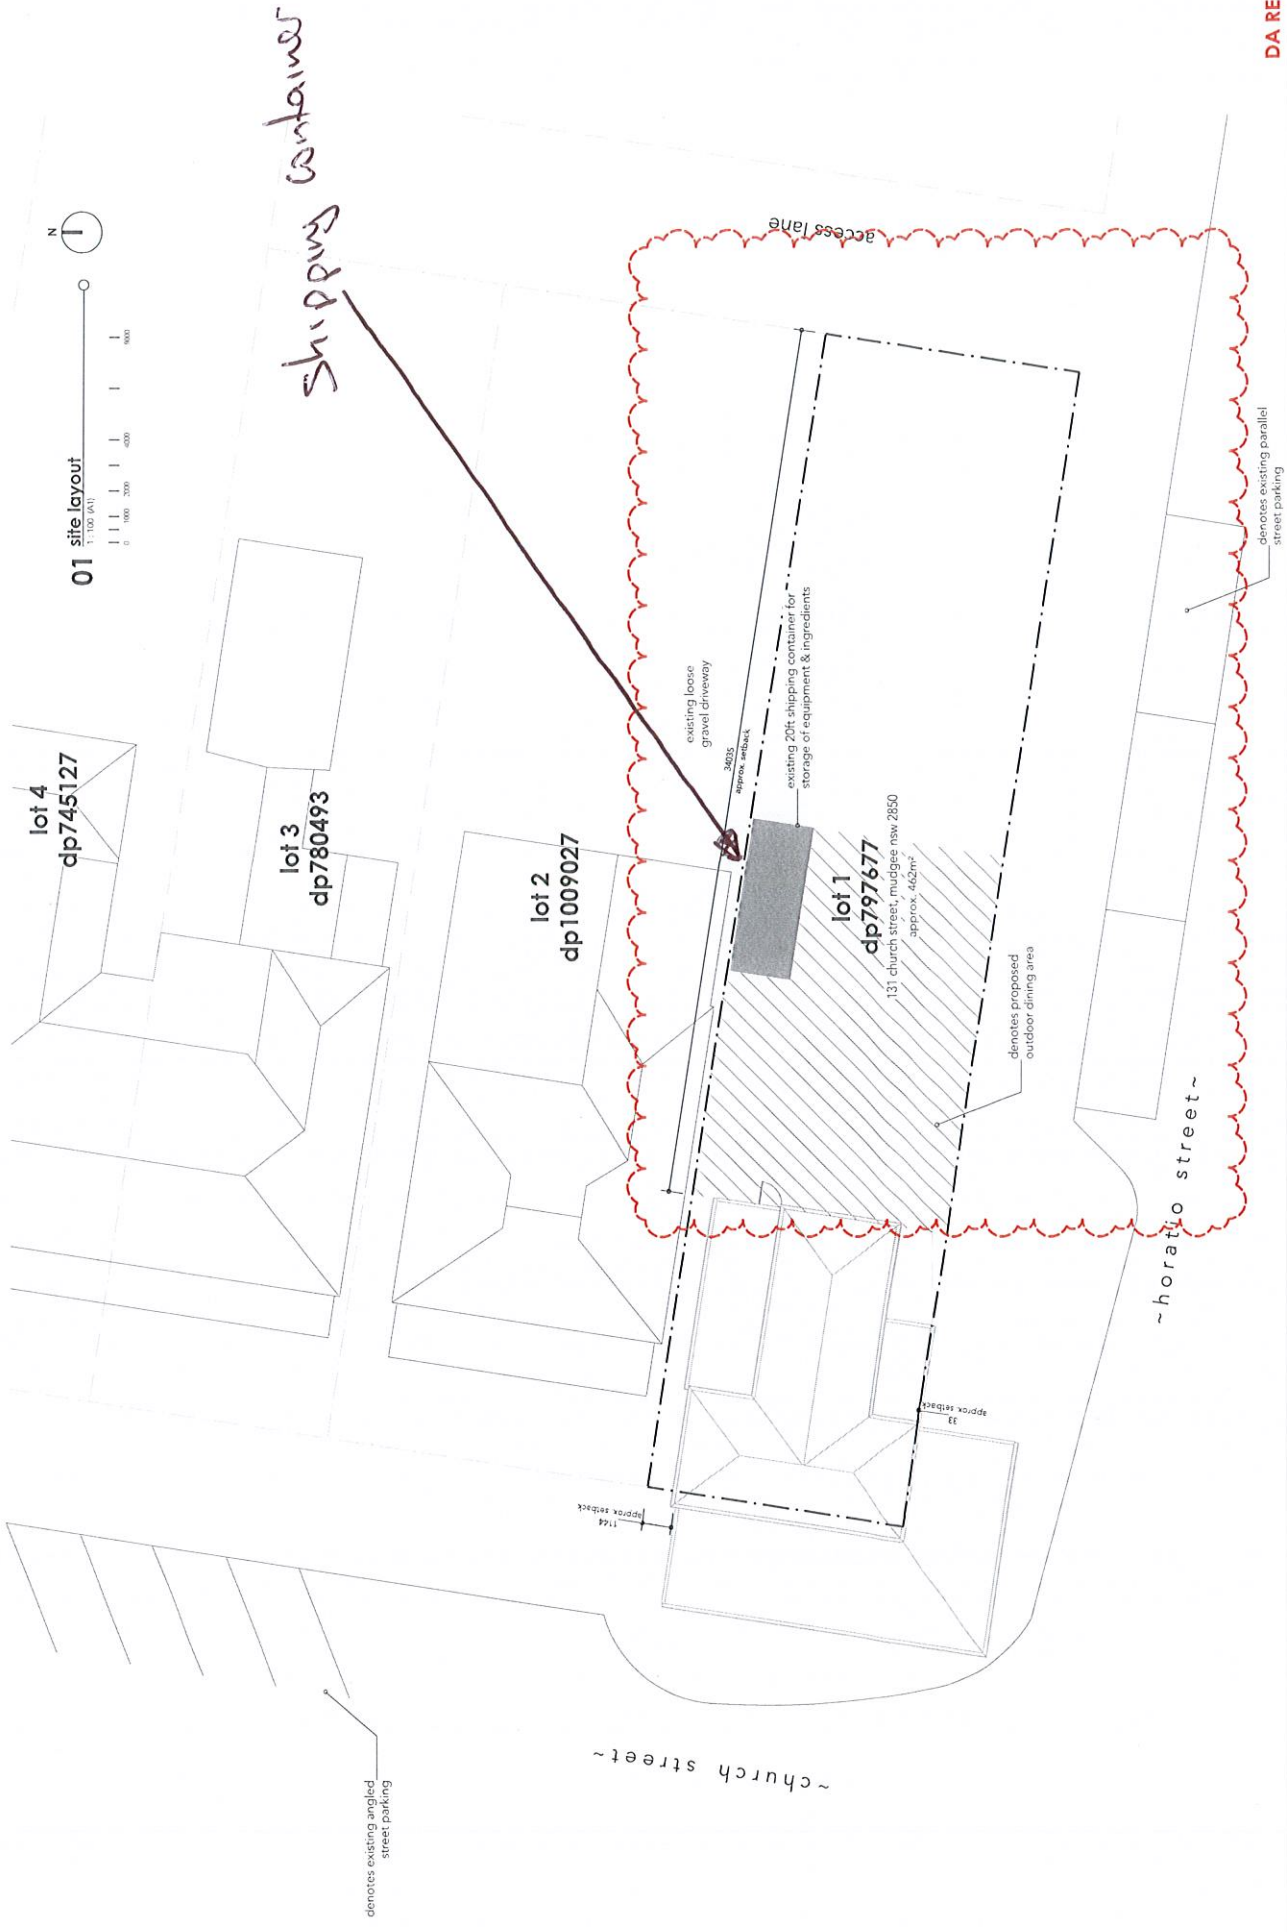 shipping container
DA RE
N
01 site layout
1 : 100 (A1)
0 1000 2000 4000
lot 4
dp745127
lot 3
dp780493
lot 2
dp1009027
existing loose
gravel driveway
34035
approx. setback
access lane
existing 20ft shipping container for
storage of equipment & ingredients
lot 1
dp797677
131 church street, mudgee nsw 2850
approx. 462m²
denotes proposed
outdoor dining area
1144
approx setback
33
approx setback
denotes existing angled
street parking
~church street~
~horatio street~
denotes existing parallel
street parking